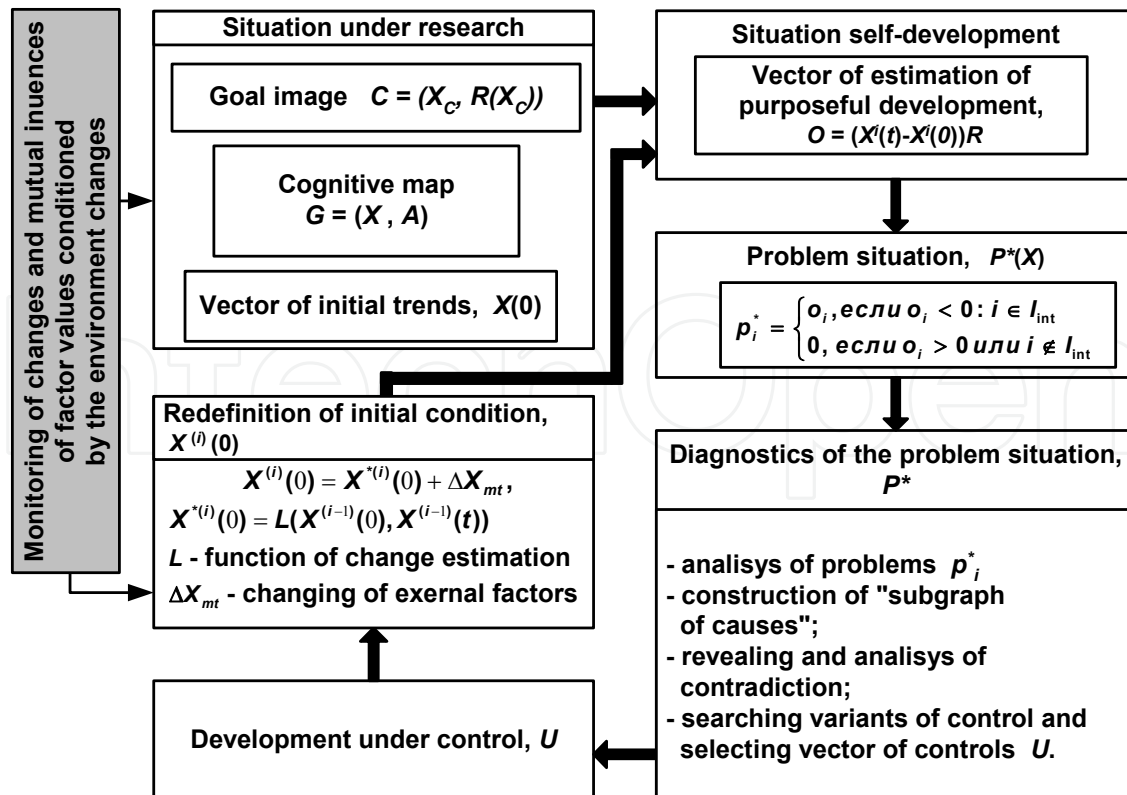 Monitoring of changes and mutual inuences
of factor values conditioned
by the environment changes
Situation under research
Goal image C = (X_C, R(X_C))
Cognitive map
G = (X , A)
Vector of initial trends, X(0)
Situation self-development
Vector of estimation of
purposeful development,
O = (X^i(t)-X^i(0))R
Problem situation, P*(X)
p_i^* = { o_i , если o_i < 0 : i ∈ I_int
0, если o_i > 0 или i ∉ I_int
Diagnostics of the problem situation,
P*
- analisys of problems p_i^*
- construction of "subgraph
of causes";
- revealing and analisys of
contradiction;
- searching variants of control and
selecting vector of controls U.
Redefinition of initial condition,
X^(i) (0)
X^(i)(0) = X^*(i)(0) + ΔX_mt ,
X^*(i)(0) = L(X^(i−1)(0), X^(i−1)(t))
L - function of change estimation
ΔX_mt - changing of exernal factors
Development under control, U
IntechOpen